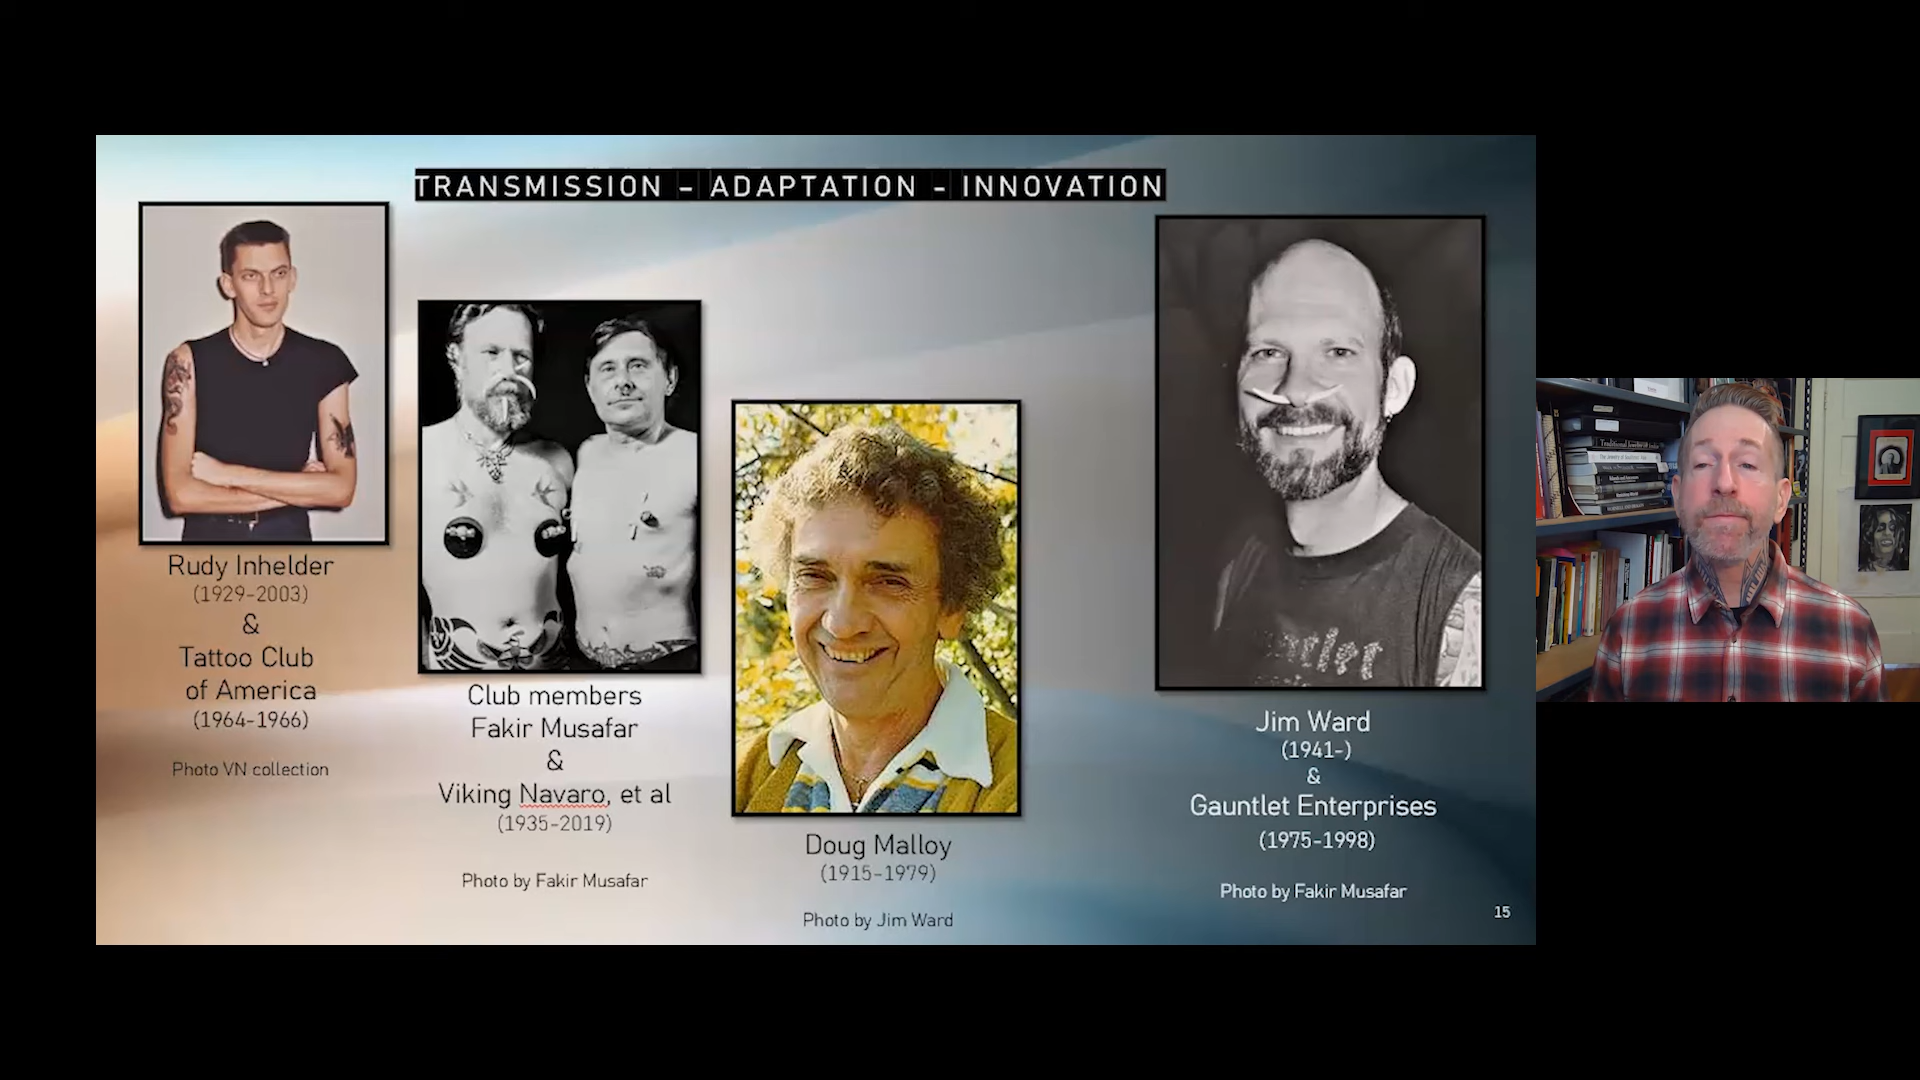 TRANSMISSION – ADAPTATION – INNOVATION
Rudy Inhelder
(1929-2003)
&
Tattoo Club
of America
(1964-1966)
Photo VN collection
Club members
Fakir Musafar
&
Viking Navaro, et al
(1935-2019)
Photo by Fakir Musafar
Doug Malloy
(1915-1979)
Photo by Jim Ward
Jim Ward
(1941-)
&
Gauntlet Enterprises
(1975-1998)
Photo by Fakir Musafar
15